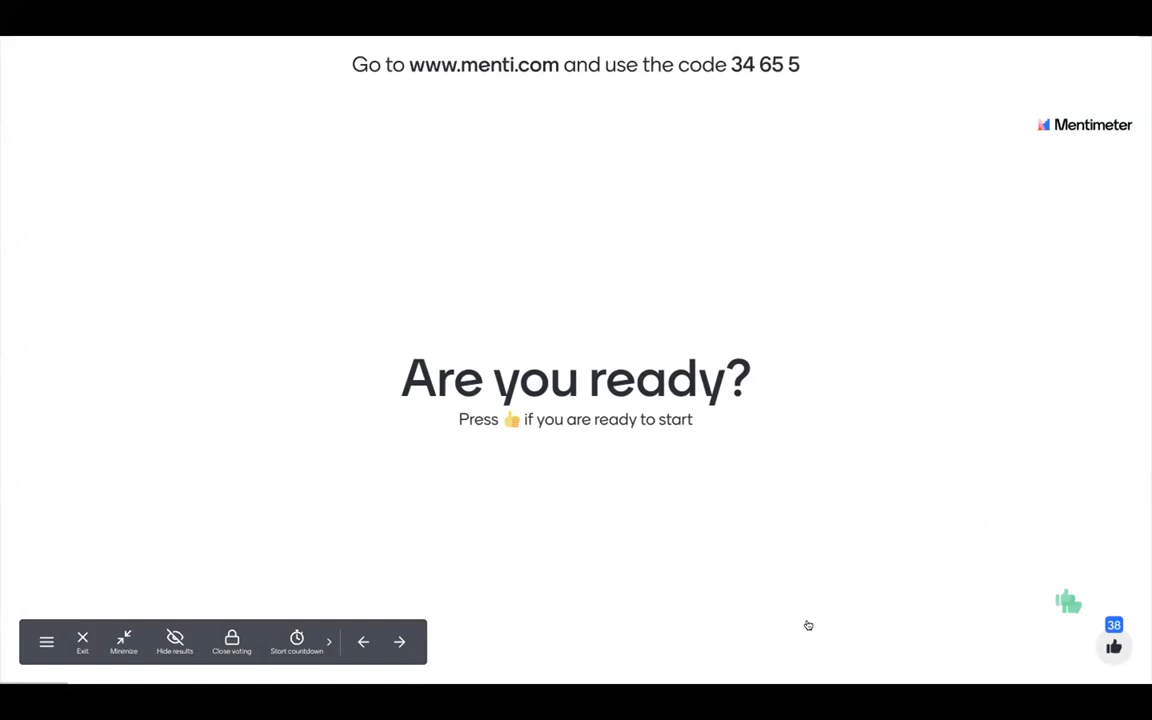 Go to www.menti.com and use the code 34 65 5
Mentimeter
Are you ready?
Press 👍 if you are ready to start
38
Exit
Minimize
Hide results
Close voting
Start countdown